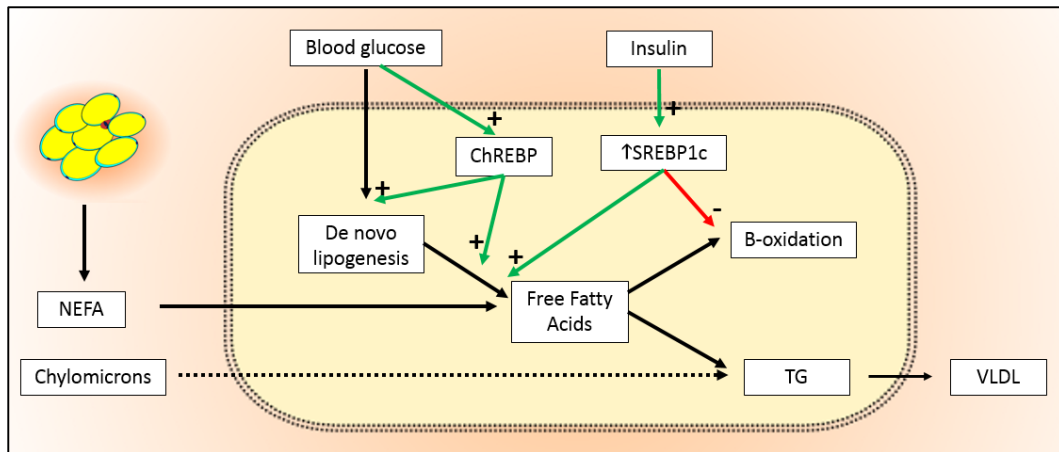 Blood glucose
Insulin
+
+
ChREBP
↑SREBP1c
+
-
De novo
lipogenesis
+
+
B-oxidation
NEFA
Free Fatty
Acids
Chylomicrons
TG
VLDL